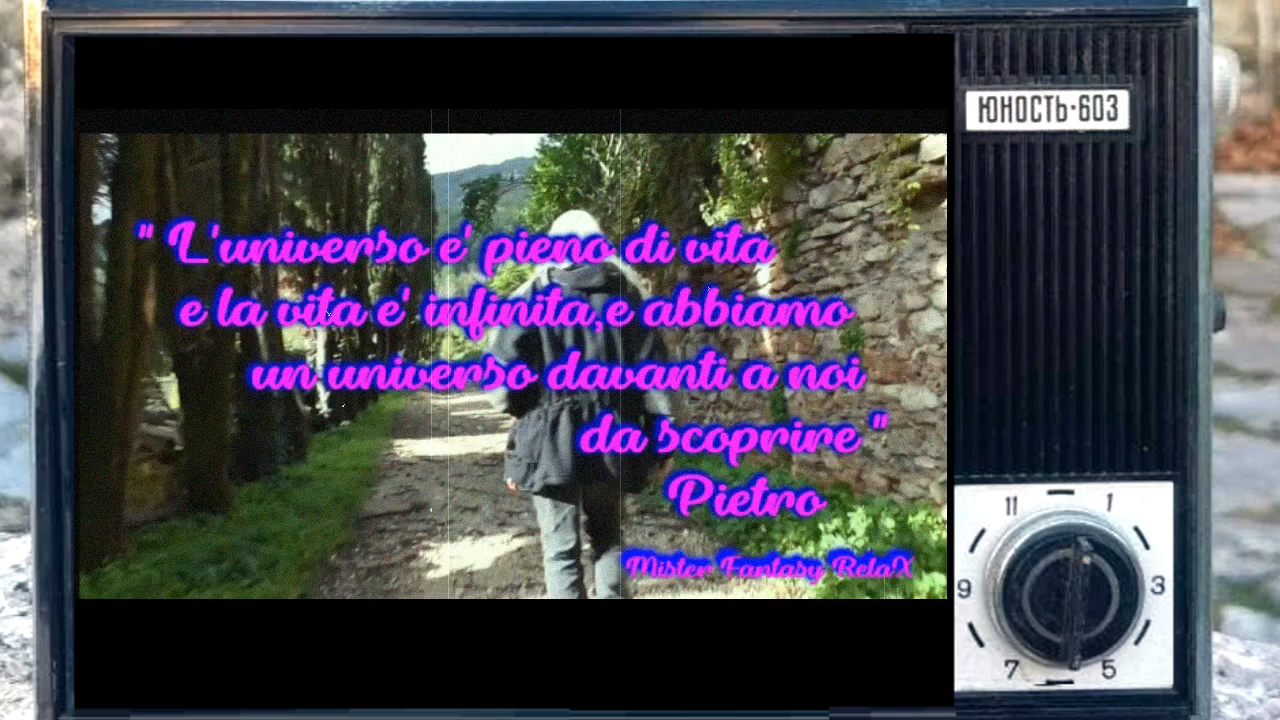 " L'universo e' pieno di vita
e la vita e' infinita,e abbiamo
un universo davanti a noi
da scoprire "
Pietro
Mister Fantasy RelaX
ЮНОСТЬ·603
11 1
9 3
7 5